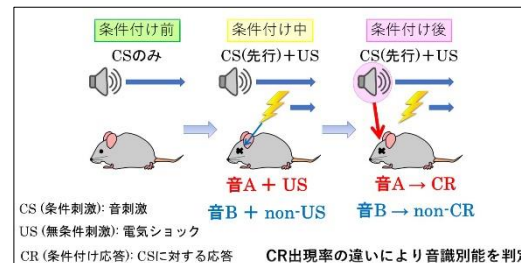 条件付け前
条件付け中
条件付け後
CSのみ
CS(先行)+US
CS(先行)+US
音A + US
音B + non-US
音A → CR
音B → non-CR
CS (条件刺激): 音刺激
US (無条件刺激): 電気ショック
CR (条件付け応答): CSに対する応答
CR出現率の違いにより音識別能を判定